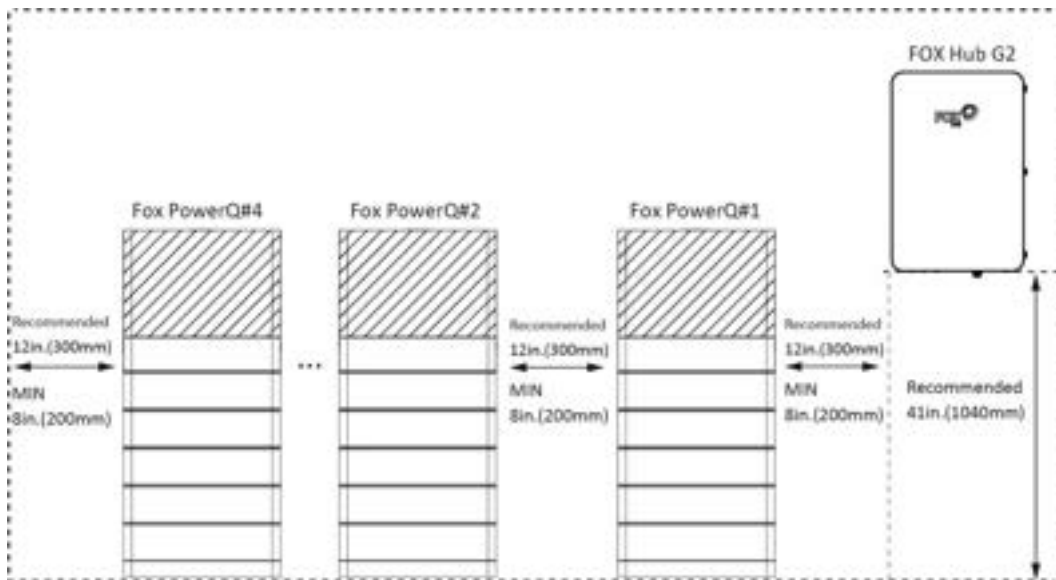 FOX Hub G2
Fox PowerQ#4
Fox PowerQ#2
Fox PowerQ#1
Recommended
12in.(300mm)
MIN
8in.(200mm)
...
Recommended
12in.(300mm)
MIN
8in.(200mm)
Recommended
12in.(300mm)
MIN
8in.(200mm)
Recommended
41in.(1040mm)